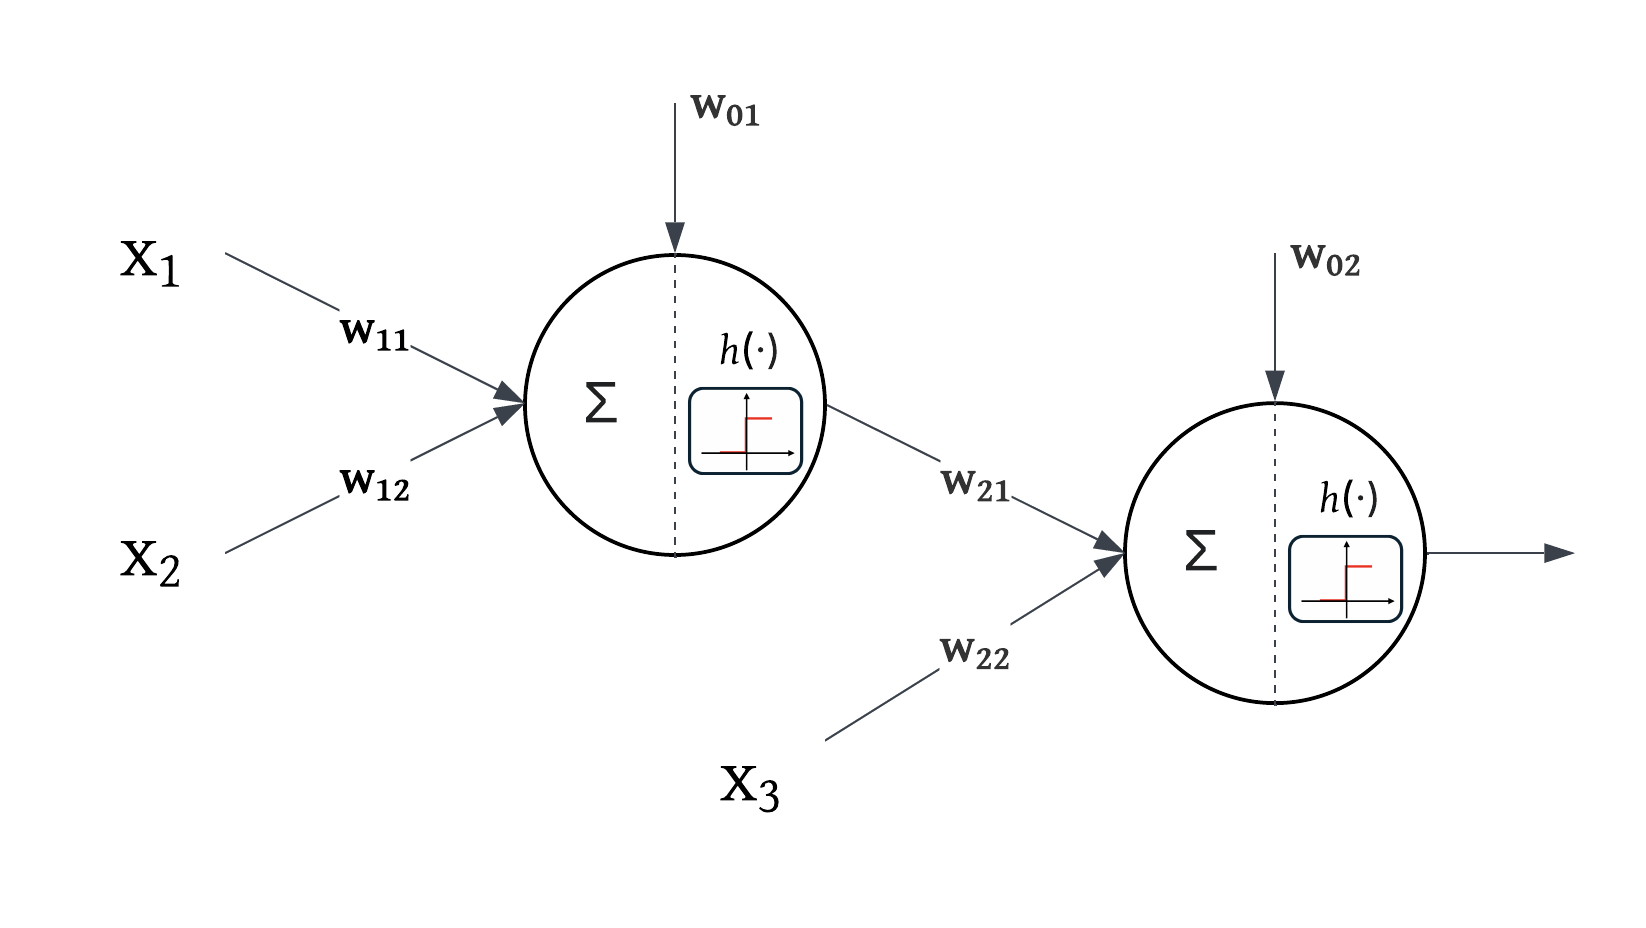 w₀₁
x₁
w₀₂
w₁₁
h(·)
Σ
w₁₂
w₂₁
h(·)
x₂
Σ
w₂₂
x₃